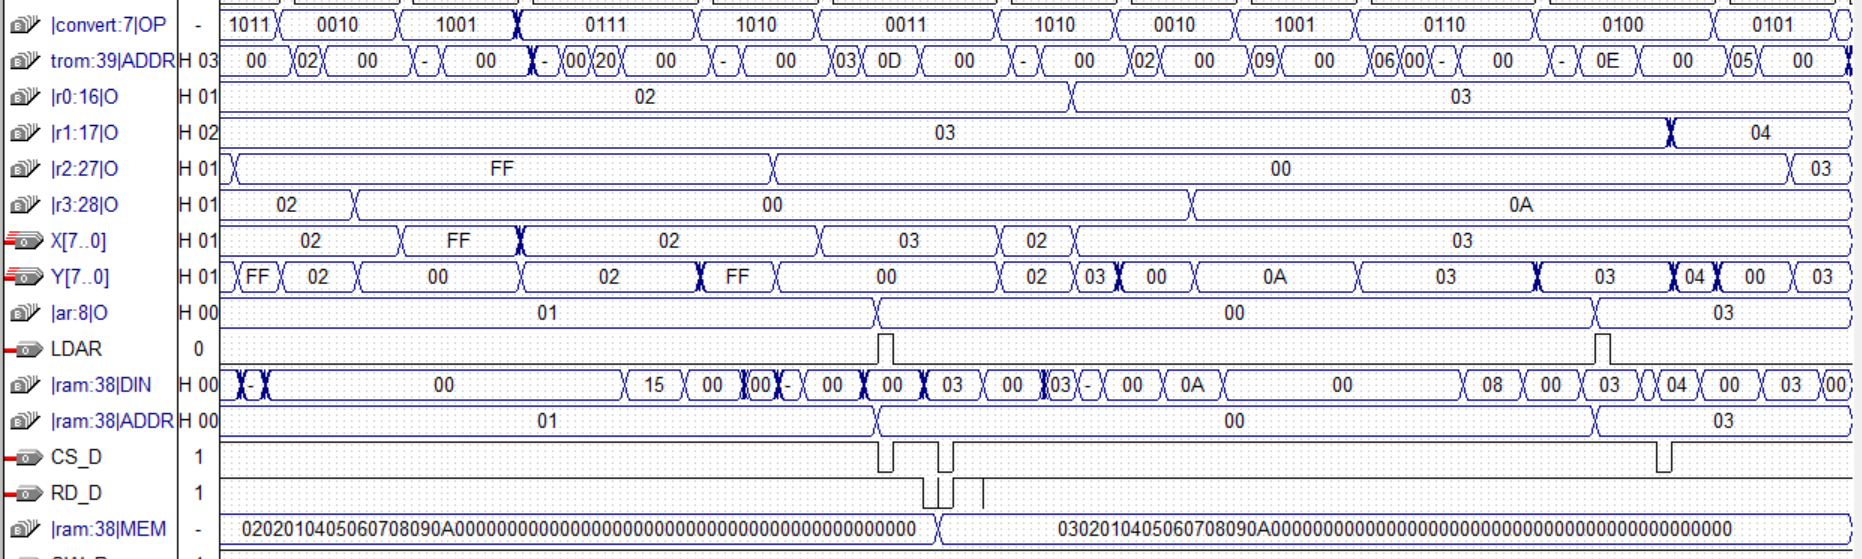 |convert:7|OP - 1011 0010 1001 0111 1010 0011 1010 0010 1001 0110 0100 0101
trom:39|ADDR H 03 00 02 00 - 00 - 00 20 00 - 00 03 0D 00 - 00 02 00 09 00 06 00 - 00 - 0E 00 05 00
|r0:16|O H 01 02 03
|r1:17|O H 02 03 04
|r2:27|O H 01 FF 00 03
|r3:28|O H 01 02 00 0A
X[7..0] H 01 02 FF 02 03 02 03
Y[7..0] H 01 FF 02 00 02 FF 00 02 03 00 0A 03 03 04 00 03
|ar:8|O H 00 01 00 03
LDAR 0
|ram:38|DIN H 00 - 00 15 00 00 - 00 00 03 00 03 - 00 0A 00 08 00 03 04 00 03 00
|ram:38|ADDR H 00 01 00 03
CS_D 1
RD_D 1
|ram:38|MEM -